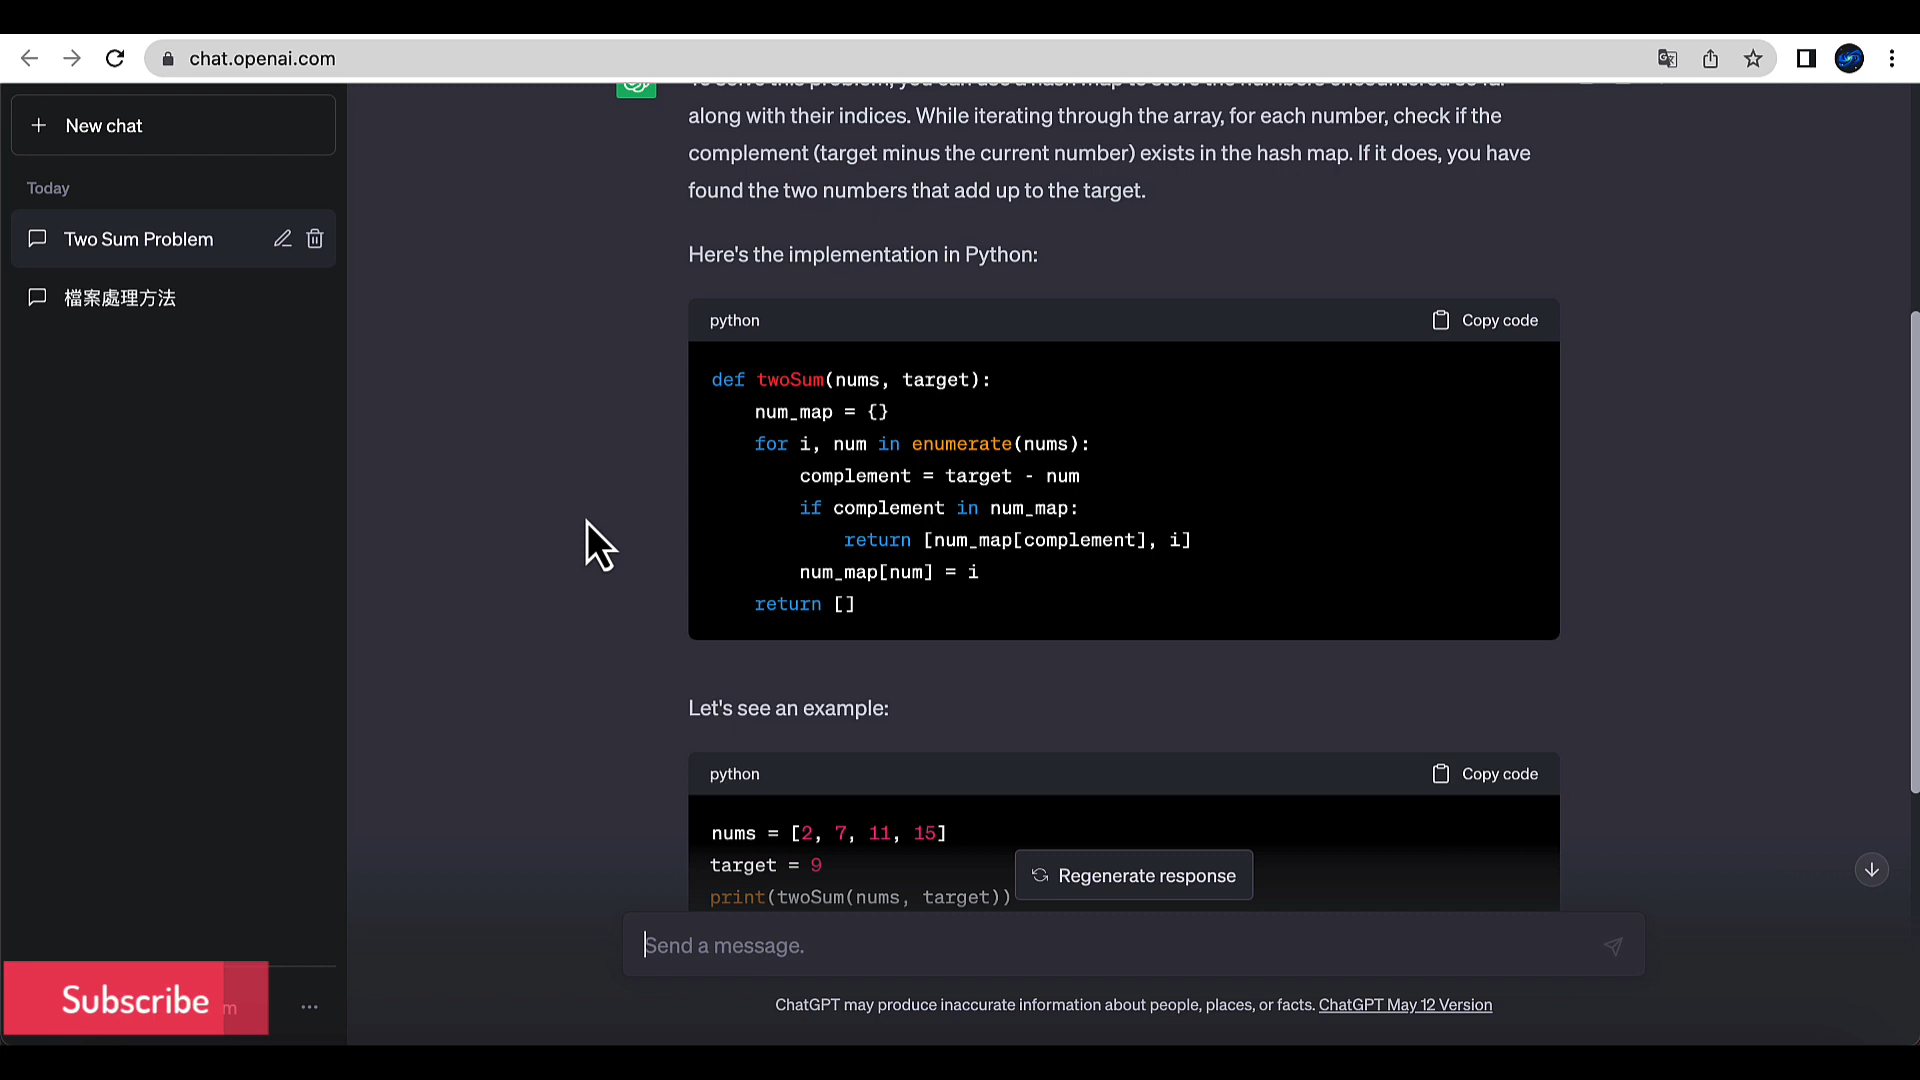 chat.openai.com
New chat
Today
Two Sum Problem
檔案處理方法
along with their indices. While iterating through the array, for each number, check if the
complement (target minus the current number) exists in the hash map. If it does, you have
found the two numbers that add up to the target.
Here's the implementation in Python:
python
Copy code
def twoSum(nums, target):
    num_map = {}
    for i, num in enumerate(nums):
        complement = target - num
        if complement in num_map:
            return [num_map[complement], i]
        num_map[num] = i
    return []
Let's see an example:
python
Copy code
nums = [2, 7, 11, 15]
target = 9
print(twoSum(nums, target))
Regenerate response
Send a message.
ChatGPT may produce inaccurate information about people, places, or facts. ChatGPT May 12 Version
Subscribe